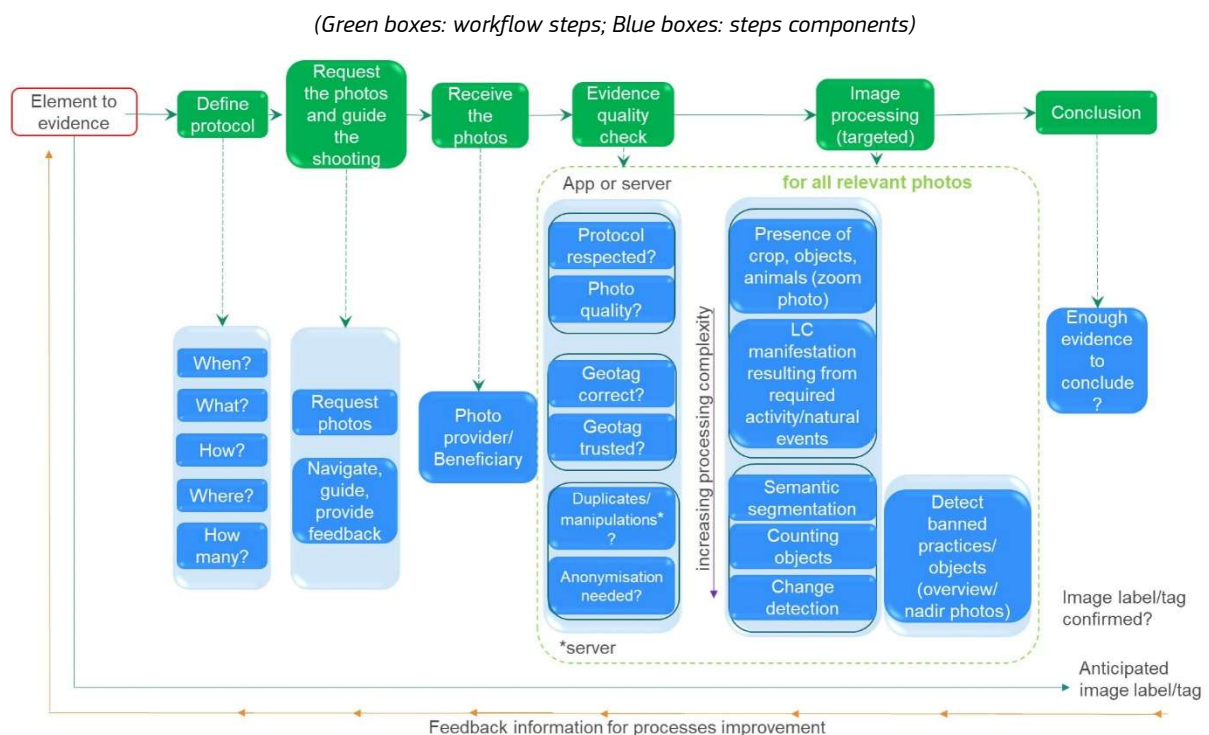 (Green boxes: workflow steps; Blue boxes: steps components)
Element to
evidence
Define
protocol
Request
the photos
and guide
the
shooting
Receive
the
photos
Evidence
quality
check
Image
processing
(targeted)
Conclusion
App or server
for all relevant photos
When?
What?
How?
Where?
How
many?
Request
photos
Navigate,
guide,
provide
feedback
Photo
provider/
Beneficiary
Protocol
respected?
Photo
quality?
Geotag
correct?
Geotag
trusted?
Duplicates/
manipulations*
?
Anonymisation
needed?
*server
increasing processing complexity
Presence of
crop, objects,
animals (zoom
photo)
LC
manifestation
resulting from
required
activity/natural
events
Semantic
segmentation
Counting
objects
Change
detection
Detect
banned
practices/
objects
(overview/
nadir photos)
Enough
evidence
to
conclude
?
Image label/tag
confirmed?
Anticipated
image label/tag
Feedback information for processes improvement